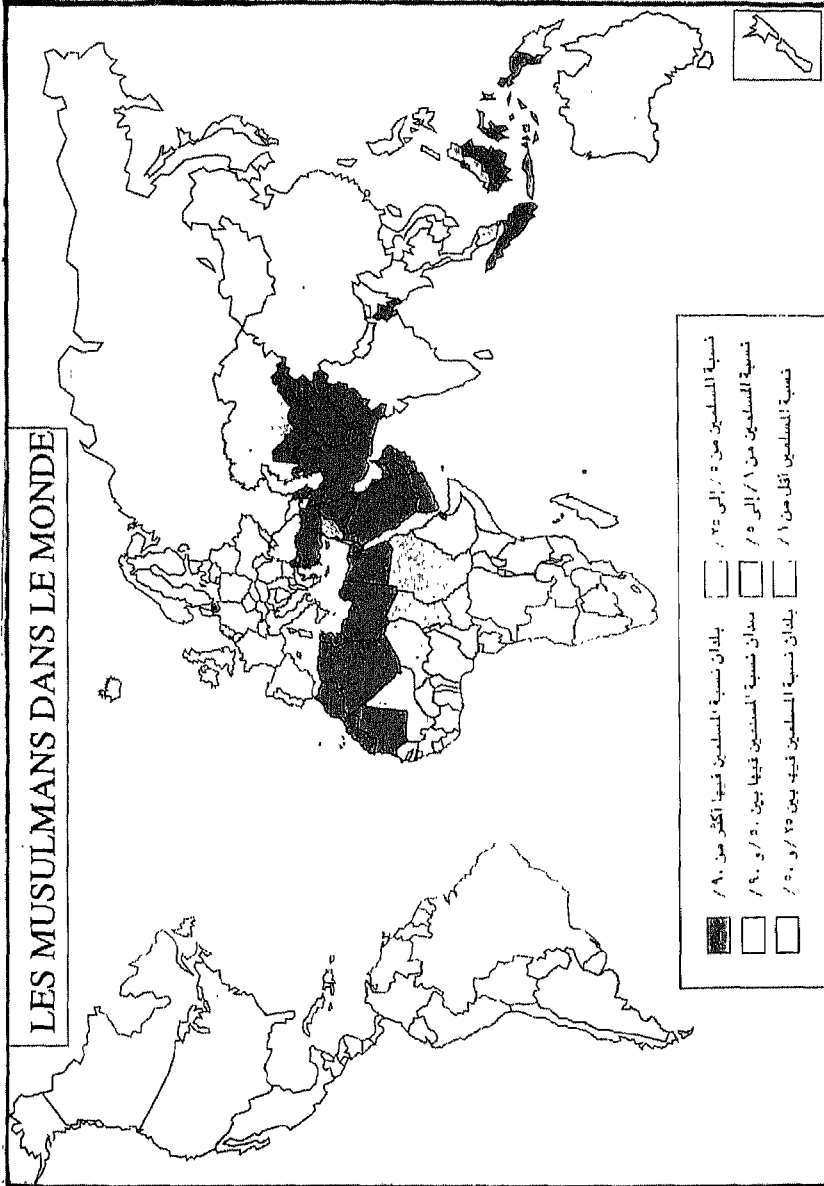 LES MUSULMANS DANS LE MONDE
بلدان نسبة المسلمين فيها أكثر من ٩٠٪
بلدان نسبة المسلمين فيها بين ٥٠٪ و ٩٠٪
بلدان نسبة المسلمين فيها بين ٢٥٪ و ٥٠٪
نسبة المسلمين من ٥٪ إلى ٢٥٪
نسبة المسلمين من ١٪ إلى ٥٪
نسبة المسلمين أقل من ١٪